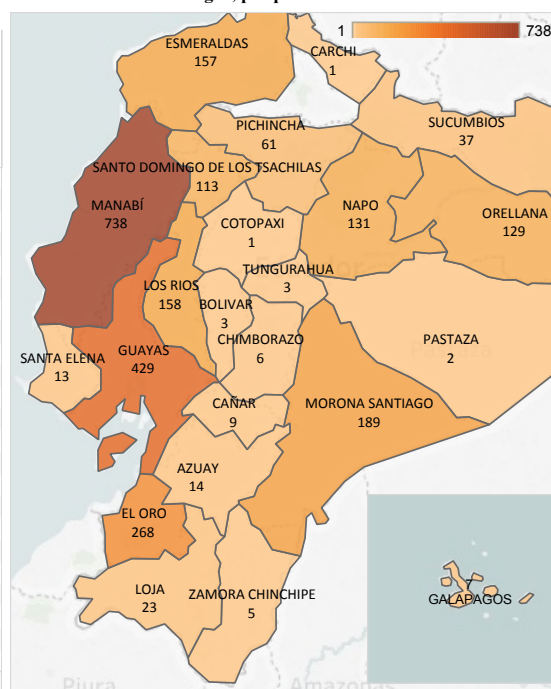 1
738
ESMERALDAS
157
CARCHI
1
PICHINCHA
61
SUCUMBIOS
37
SANTO DOMINGO DE LOS TSACHILAS
113
MANABÍ
738
NAPO
131
ORELLANA
129
COTOPAXI
1
TUNGURAHUA
3
LOS RIOS
158
BOLIVAR
3
CHIMBORAZO
6
PASTAZA
2
SANTA ELENA
13
GUAYAS
429
CAÑAR
9
MORONA SANTIAGO
189
AZUAY
14
EL ORO
268
LOJA
23
ZAMORA CHINCHIPE
5
7
GALAPAGOS
Piura
Amazonas